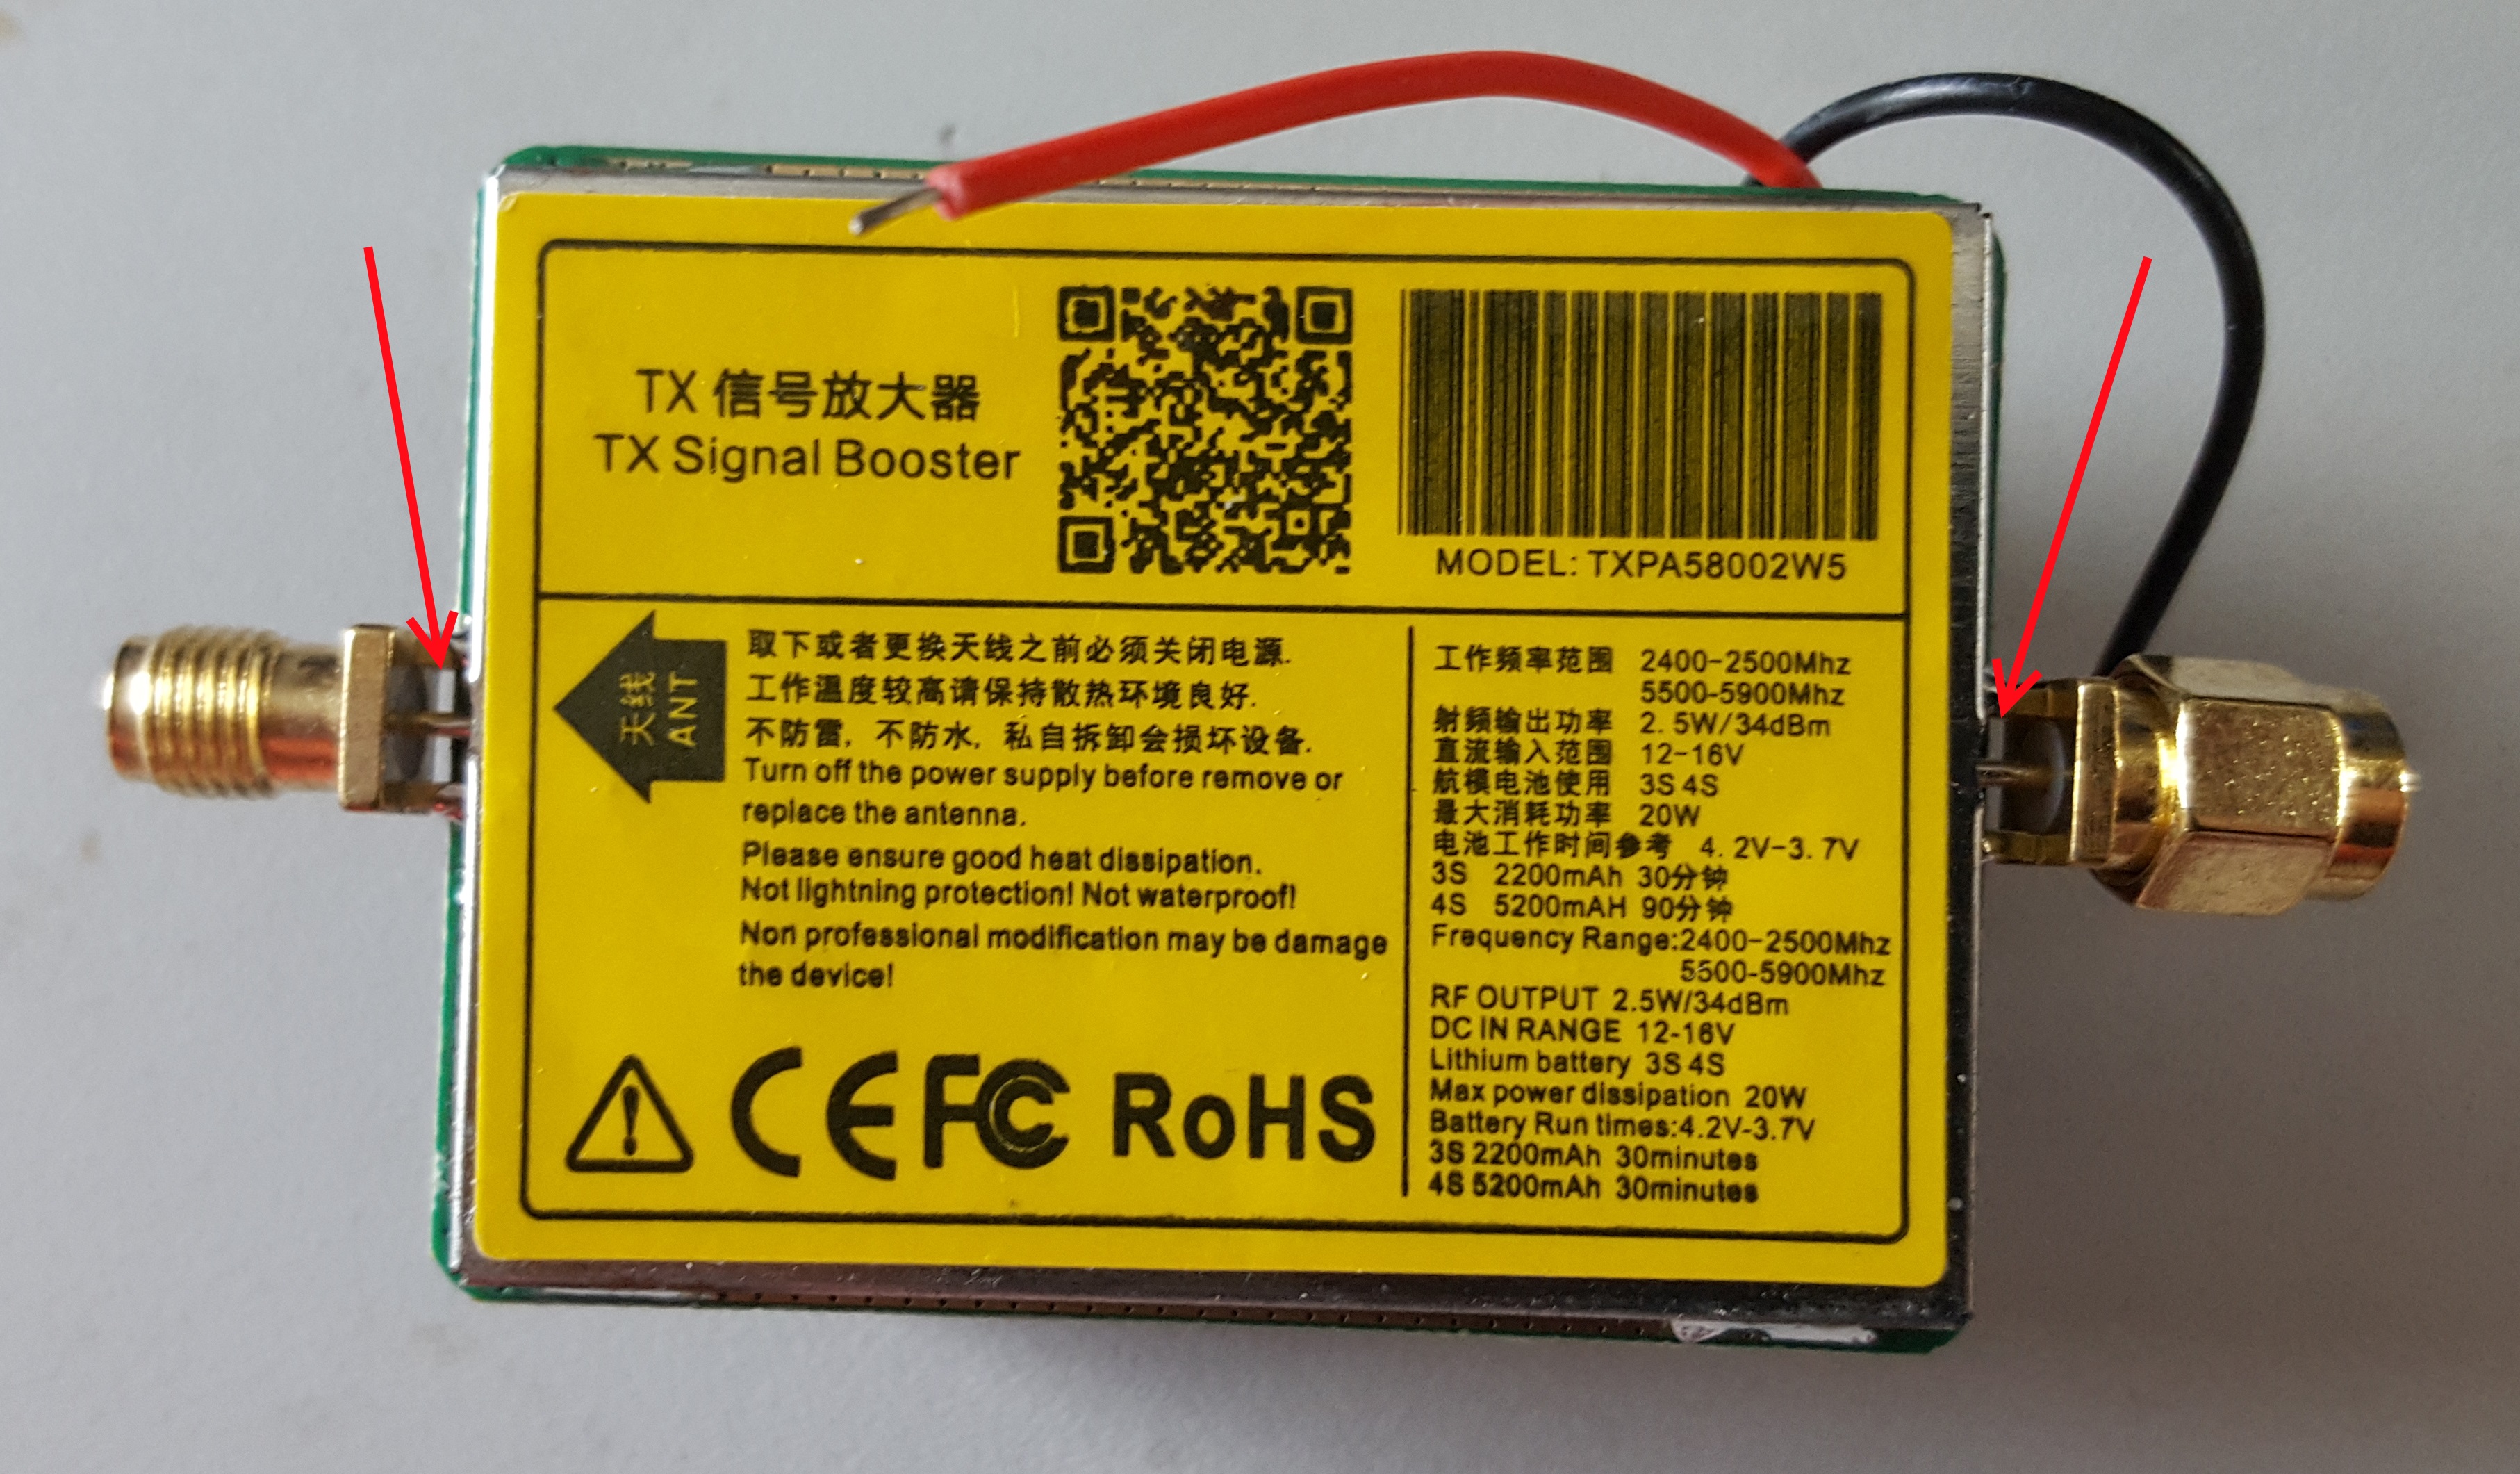 TX 信号放大器
TX Signal Booster
MODEL: TXPA58002W5
天线
ANT
取下或者更换天线之前必须关闭电源.
工作温度较高请保持散热环境良好.
不防雷, 不防水, 私自拆卸会损坏设备.
Turn off the power supply before remove or
replace the antenna.
Please ensure good heat dissipation.
Not lightning protection! Not waterproof!
Non professional modification may be damage
the device!
CE FC RoHS
工作频率范围 2400-2500Mhz
5500-5900Mhz
射频输出功率 2.5W/34dBm
直流输入范围 12-16V
航模电池使用 3S 4S
最大消耗功率 20W
电池工作时间参考 4.2V-3.7V
3S 2200mAh 30分钟
4S 5200mAH 90分钟
Frequency Range:2400-2500Mhz
5500-5900Mhz
RF OUTPUT 2.5W/34dBm
DC IN RANGE 12-16V
Lithium battery 3S 4S
Max power dissipation 20W
Battery Run times:4.2V-3.7V
3S 2200mAh 30minutes
4S 5200mAh 30minutes